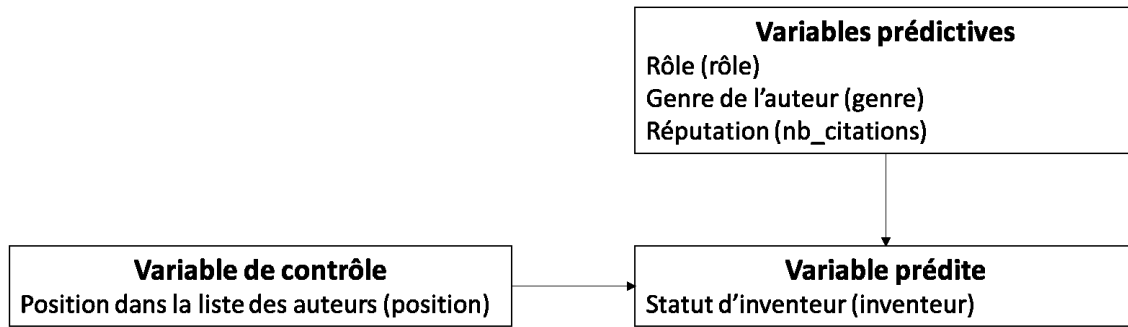 Variables prédictives
Rôle (rôle)
Genre de l'auteur (genre)
Réputation (nb_citations)
Variable de contrôle
Position dans la liste des auteurs (position)
Variable prédite
Statut d'inventeur (inventeur)